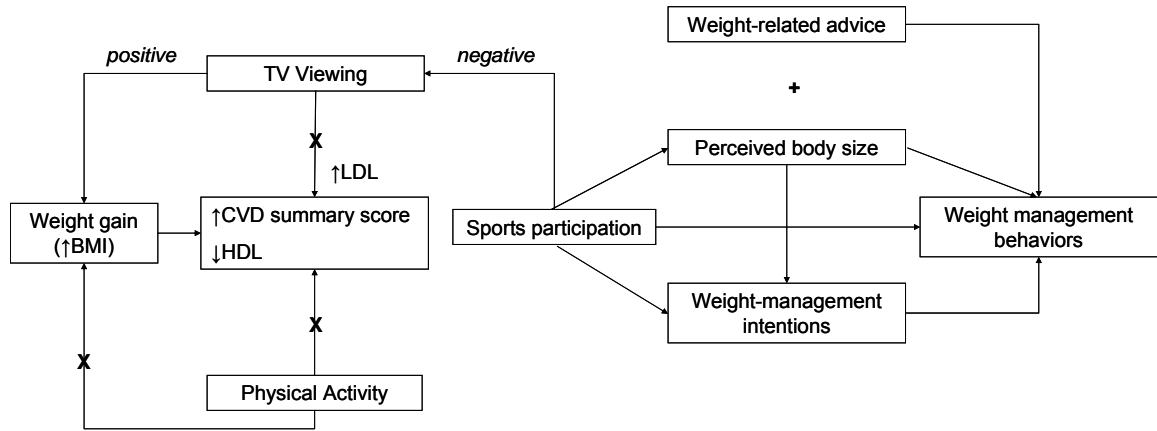 Weight-related advice
positive
TV Viewing
negative
+
X
↑LDL
Perceived body size
Weight gain
(↑BMI)
↑CVD summary score
↓HDL
Sports participation
Weight management
behaviors
Weight-management
intentions
X
X
Physical Activity